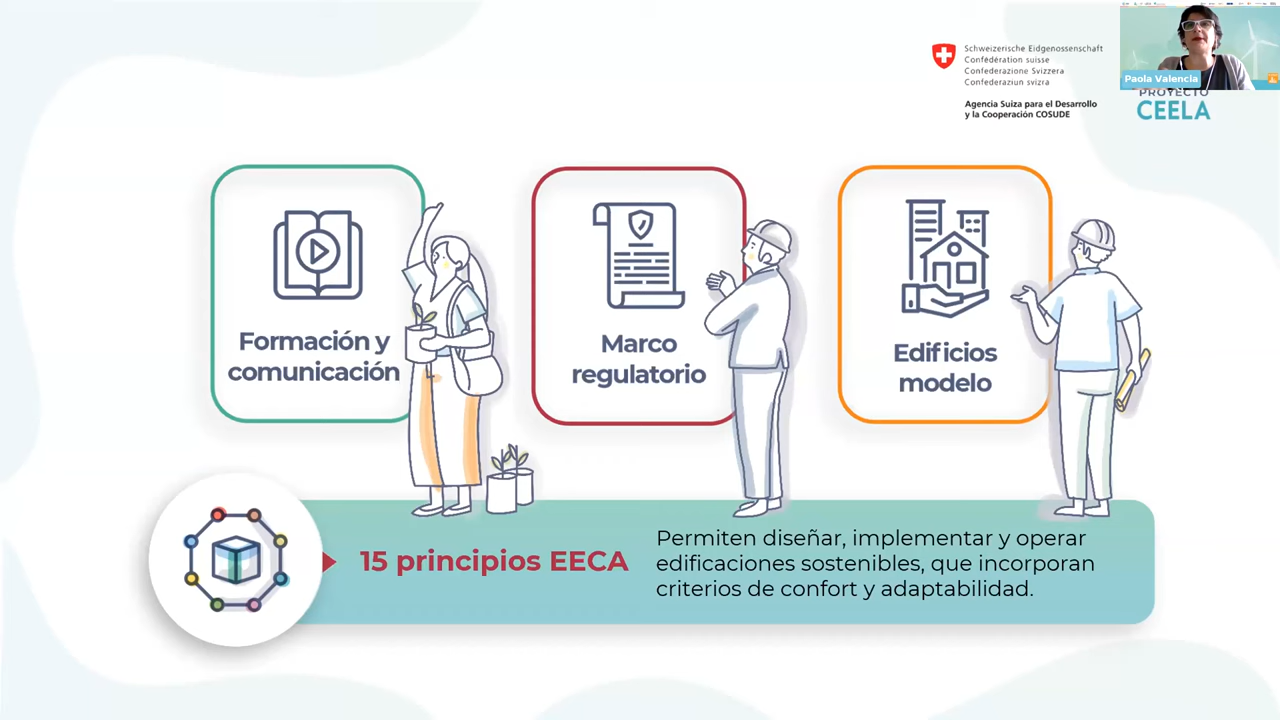 Schweizerische Eidgenossenschaft
Confédération suisse
Confederazione Svizzera
Confederaziun svizra
Agencia Suiza para el Desarrollo
y la Cooperación COSUDE
Paola Valencia
PROYECTO
CEELA
Formación y
comunicación
Marco
regulatorio
Edificios
modelo
15 principios EECA
Permiten diseñar, implementar y operar
edificaciones sostenibles, que incorporan
criterios de confort y adaptabilidad.